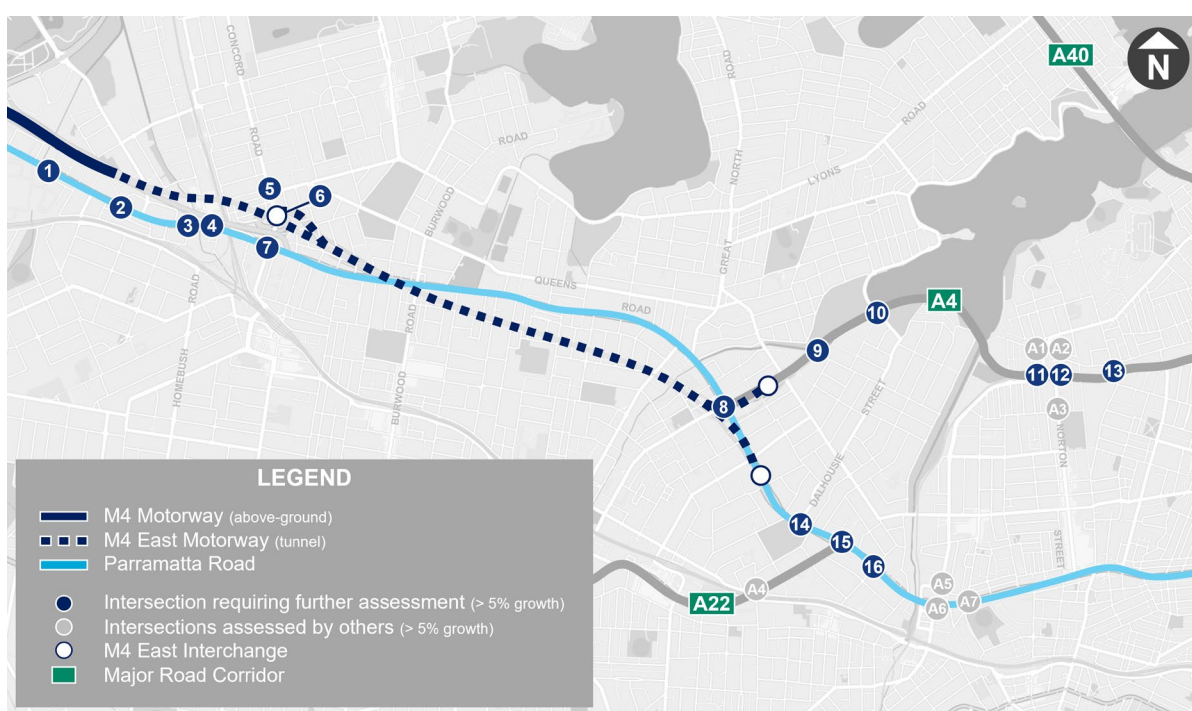 CONCORD
ROAD
ROAD
A40
N
ROAD
ROAD
1
2
3
4
5
6
7
BURWOOD
NORTH
LYONS
GREAT
QUEENS
ROAD
ROAD
HOMEBUSH
ROAD
BURWOOD
10
A4
9
A1
A2
11
12
13
8
STREET
A3
NORTON
STREET
DALHOUSIE
14
15
16
A4
A22
A5
A6
A7
LEGEND
M4 Motorway (above-ground)
M4 East Motorway (tunnel)
Parramatta Road
Intersection requiring further assessment (> 5% growth)
Intersections assessed by others (> 5% growth)
M4 East Interchange
Major Road Corridor